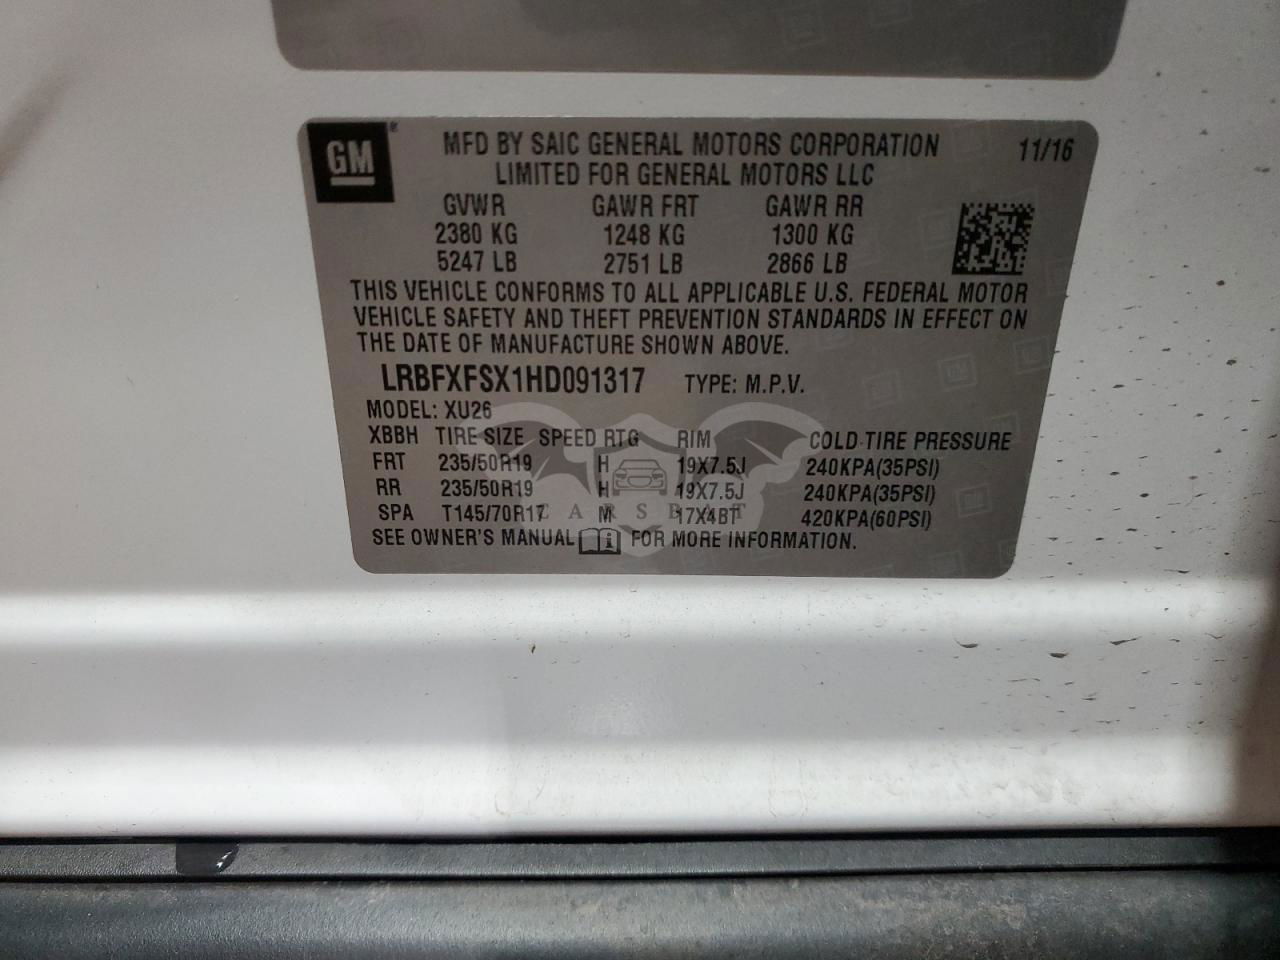 GM
MFD BY SAIC GENERAL MOTORS CORPORATION 11/16
LIMITED FOR GENERAL MOTORS LLC
GVWR GAWR FRT GAWR RR
2380 KG 1248 KG 1300 KG
5247 LB 2751 LB 2866 LB
THIS VEHICLE CONFORMS TO ALL APPLICABLE U.S. FEDERAL MOTOR
VEHICLE SAFETY AND THEFT PREVENTION STANDARDS IN EFFECT ON
THE DATE OF MANUFACTURE SHOWN ABOVE.
LRBFXFSX1HD091317 TYPE: M.P.V.
MODEL: XU26
XBBH TIRE SIZE SPEED RTG RIM COLD TIRE PRESSURE
FRT 235/50R19 H 19X7.5J 240KPA(35PSI)
RR 235/50R19 H 19X7.5J 240KPA(35PSI)
SPA T145/70R17 M 17X4BT 420KPA(60PSI)
CARSBAT
SEE OWNER'S MANUAL i FOR MORE INFORMATION.